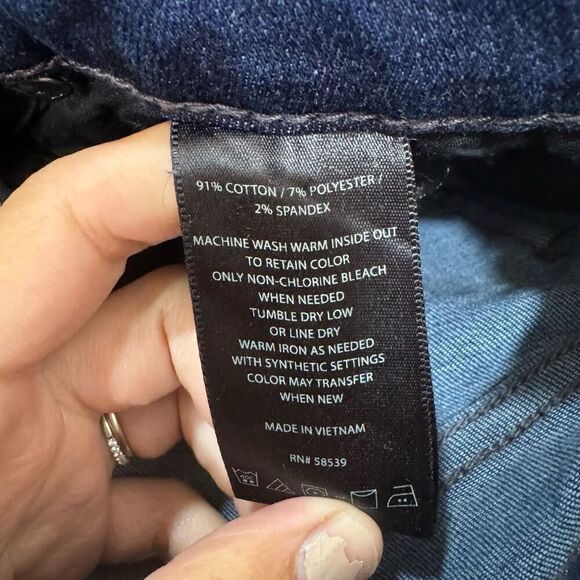 91% COTTON / 7% POLYESTER /
2% SPANDEX
MACHINE WASH WARM INSIDE OUT
TO RETAIN COLOR
ONLY NON-CHLORINE BLEACH
WHEN NEEDED
TUMBLE DRY LOW
OR LINE DRY
WARM IRON AS NEEDED
WITH SYNTHETIC SETTINGS
COLOR MAY TRANSFER
WHEN NEW
MADE IN VIETNAM
RN# 58539